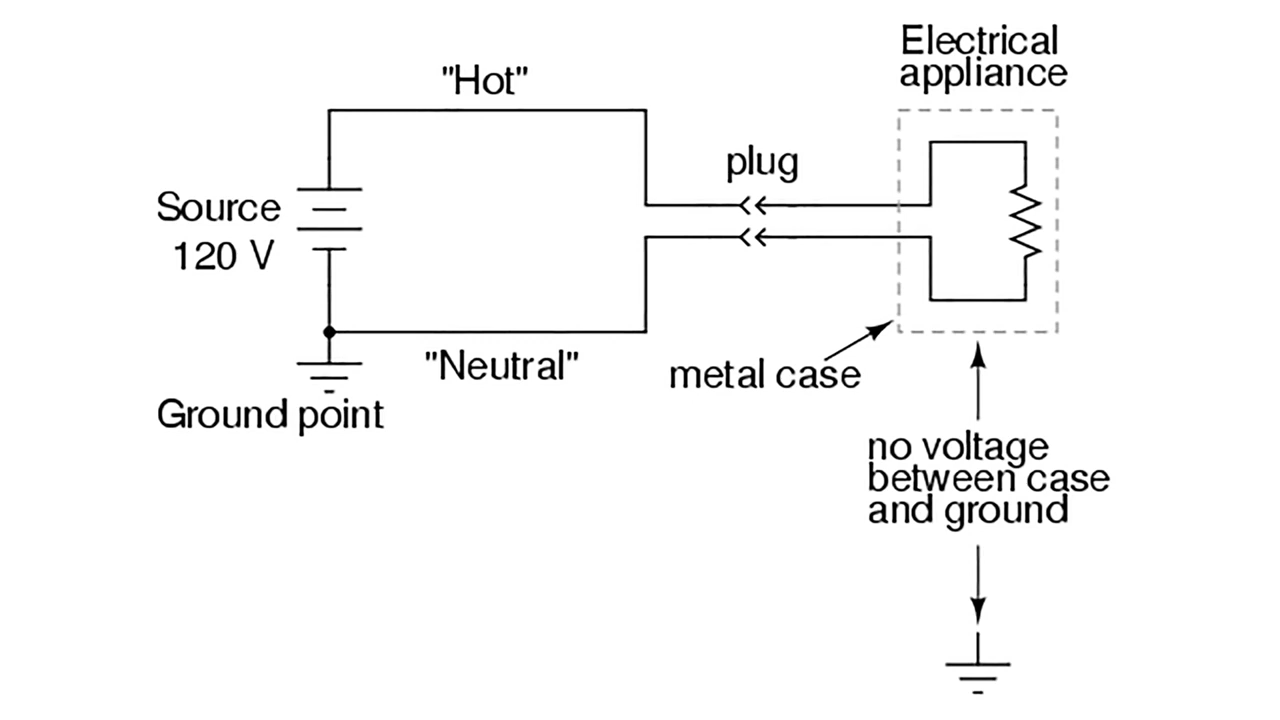 Electrical
appliance
"Hot"
plug
Source
120 V
"Neutral"
metal case
Ground point
no voltage
between case
and ground